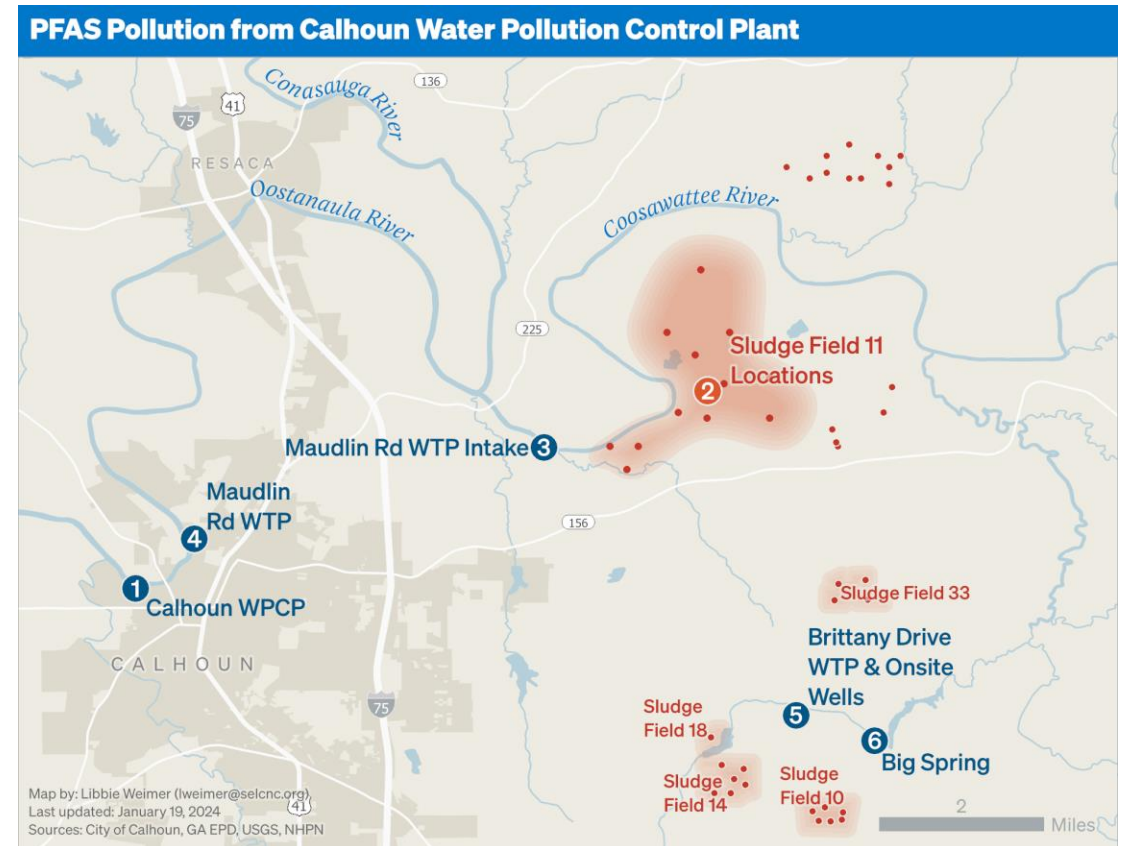 PFAS Pollution from Calhoun Water Pollution Control Plant
Conasauga River
136
41
75
RESACA
Oostanaula River
Coosawattee River
225
Sludge Field 11
Locations
2
Maudlin Rd WTP Intake
3
Maudlin
Rd WTP
4
156
1
Calhoun WPCP
Sludge Field 33
CALHOUN
Brittany Drive
WTP & Onsite
Wells
75
Sludge
Field 18
5
6
Big Spring
Sludge
Field 14
Sludge
Field 10
Map by: Libbie Weimer (lweimer@selcnc.org)
Last updated: January 19, 2024
41
Sources: City of Calhoun, GA EPD, USGS, NHPN
2
Miles